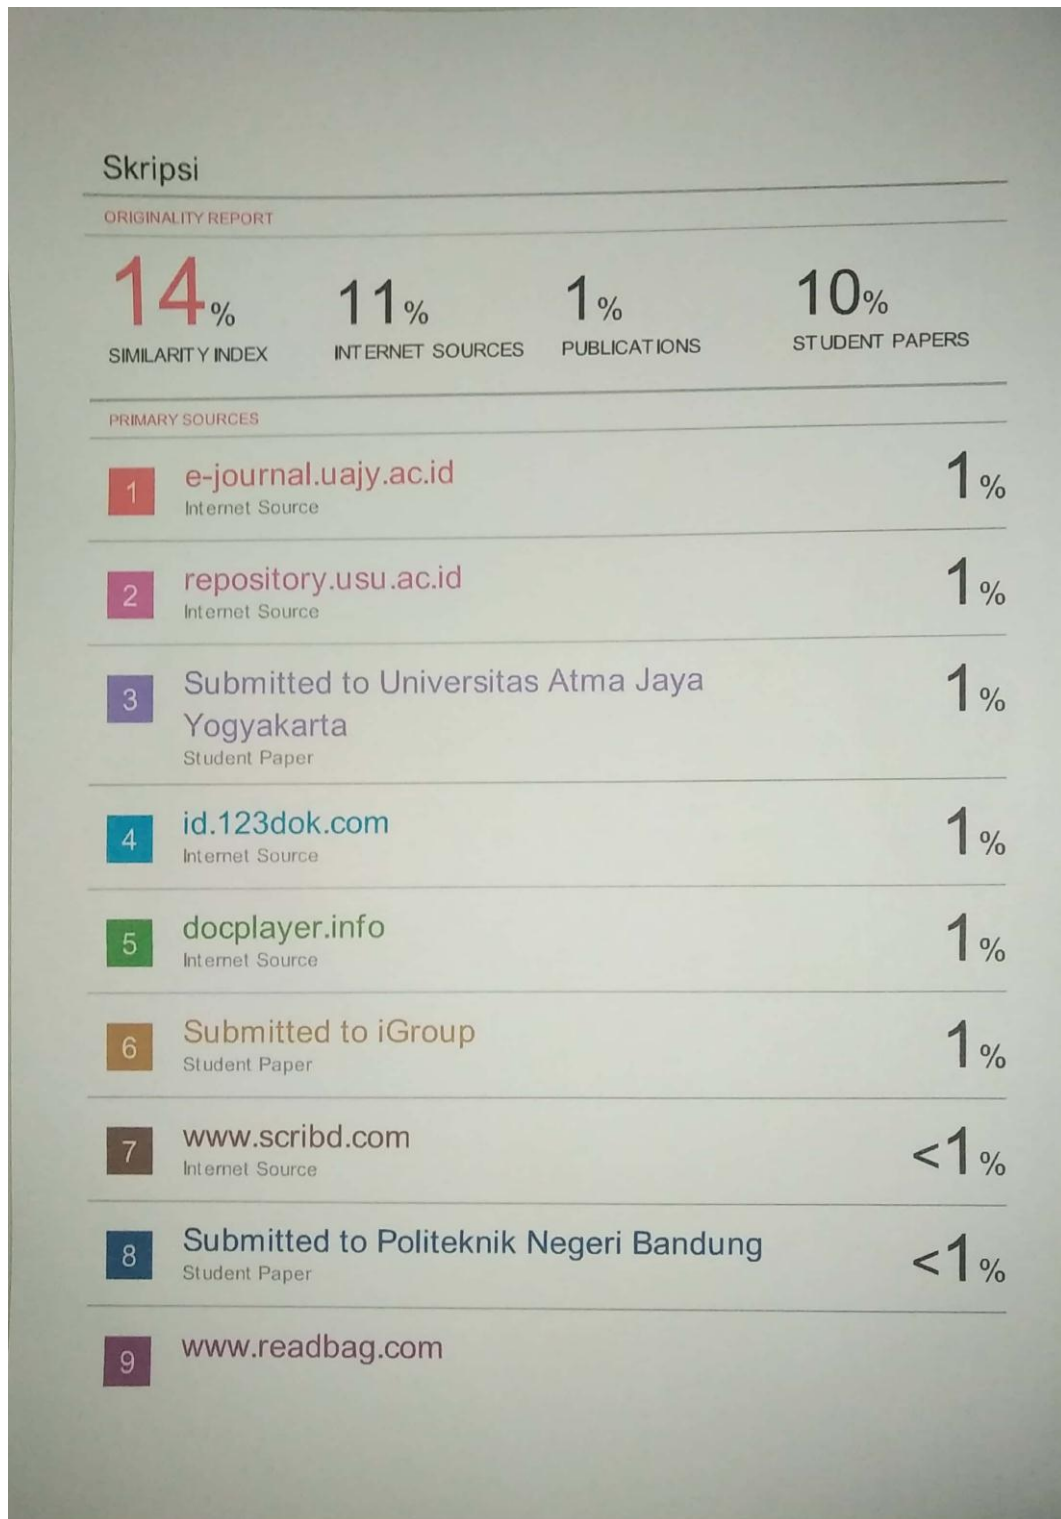 Skripsi
ORIGINALITY REPORT
14% 11% 1% 10%
SIMILARITY INDEX INTERNET SOURCES PUBLICATIONS STUDENT PAPERS
PRIMARY SOURCES
1 e-journal.uajy.ac.id 1%
Internet Source
2 repository.usu.ac.id 1%
Internet Source
3 Submitted to Universitas Atma Jaya 1%
Yogyakarta
Student Paper
4 id.123dok.com 1%
Internet Source
5 docplayer.info 1%
Internet Source
6 Submitted to iGroup 1%
Student Paper
7 www.scribd.com <1%
Internet Source
8 Submitted to Politeknik Negeri Bandung <1%
Student Paper
9 www.readbag.com